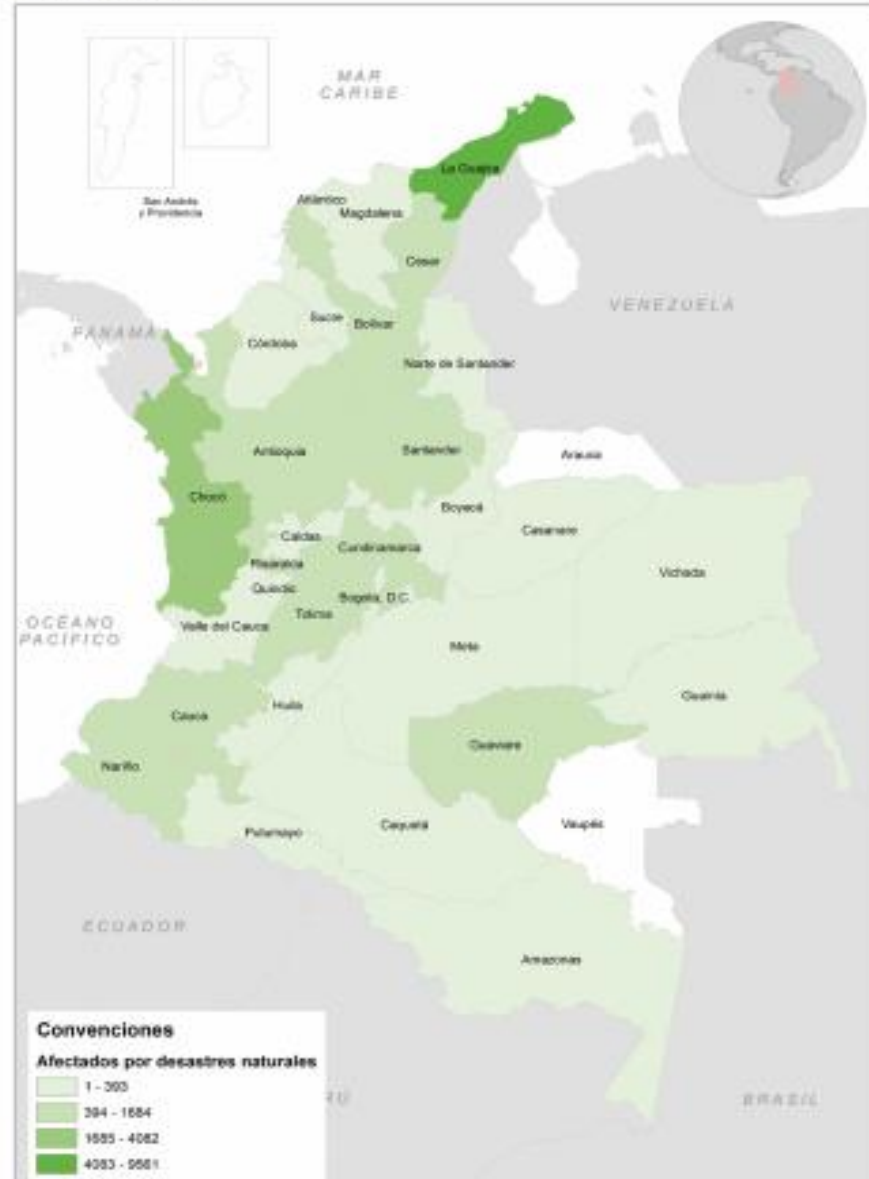 MAR
CARIBE
San Andrés
y Providencia
La Guajira
Atlántico
Magdalena
Cesar
VENEZUELA
PANAMÁ
Sucre
Bolívar
Córdoba
Norte de Santander
Antioquia
Santander
Arauca
Chocó
Boyacá
Casanare
Caldas
Cundinamarca
Risaralda
Vichada
Quindio
Bogotá, D.C.
Tolima
OCÉANO
PACÍFICO
Valle del Cauca
Meta
Guainía
Huila
Cauca
Guaviare
Nariño
Putumayo
Caquetá
Vaupés
ECUADOR
Amazonas
Convenciones
Afectados por desastres naturales
1 - 393
394 - 1684
1685 - 4082
4083 - 9561
RÚ
BRASIL